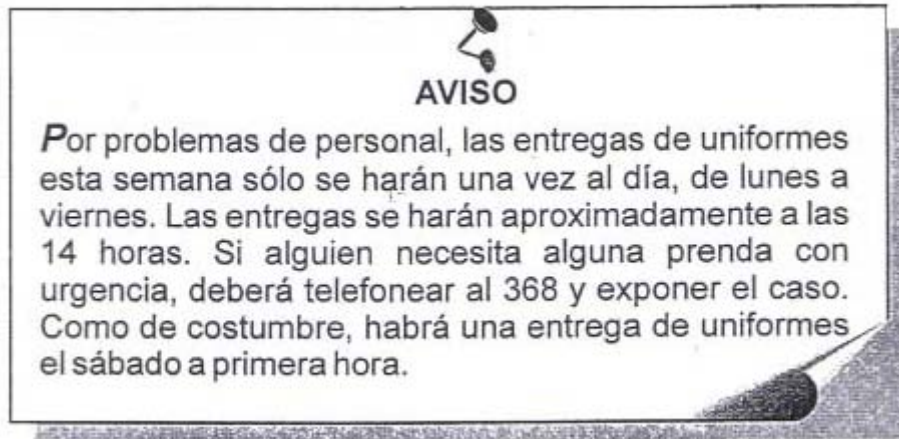 AVISO
Por problemas de personal, las entregas de uniformes
esta semana sólo se harán una vez al día, de lunes a
viernes. Las entregas se harán aproximadamente a las
14 horas. Si alguien necesita alguna prenda con
urgencia, deberá telefonear al 368 y exponer el caso.
Como de costumbre, habrá una entrega de uniformes
el sábado a primera hora.